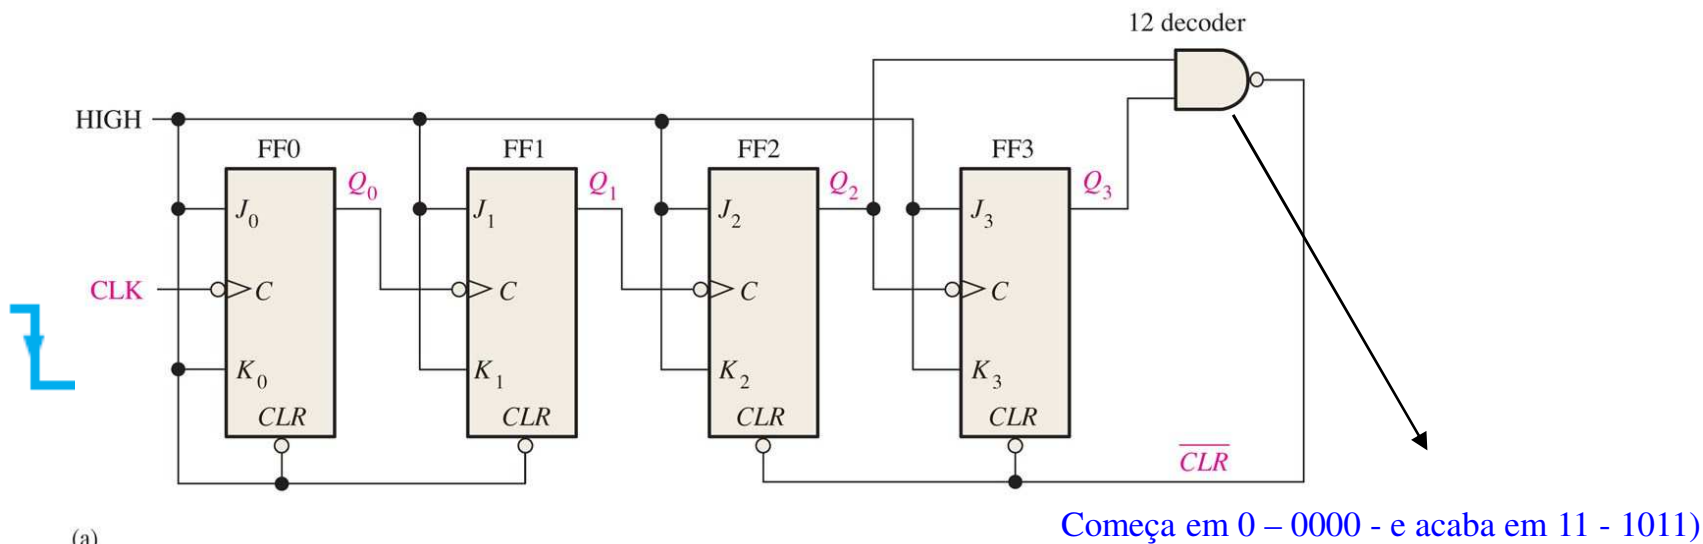 12 decoder
HIGH
FF0 FF1 FF2 FF3
Q0 Q1 Q2 Q3
J0 J1 J2 J3
CLK C C C C
K0 K1 K2 K3
CLR CLR CLR CLR
C̅L̅R̅
Começa em 0 – 0000 - e acaba em 11 - 1011)
(a)